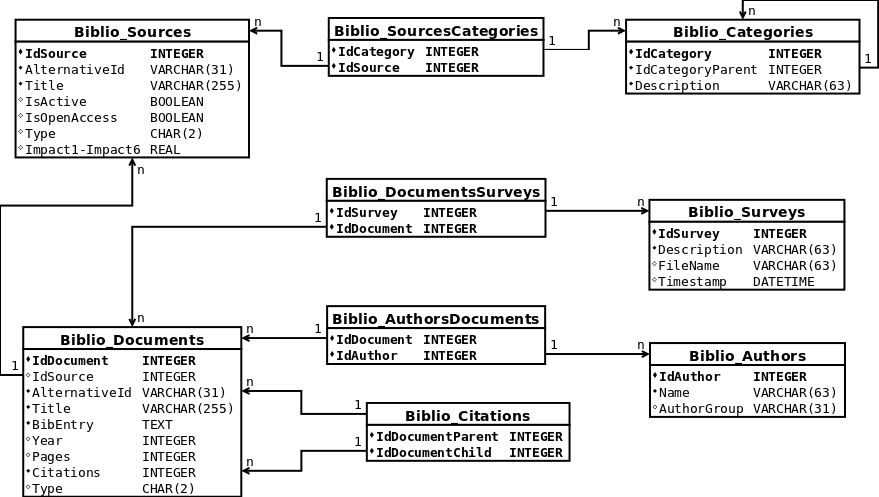 Biblio_Sources
IdSource INTEGER
AlternativeId VARCHAR(31)
Title VARCHAR(255)
IsActive BOOLEAN
IsOpenAccess BOOLEAN
Type CHAR(2)
Impact1-Impact6 REAL
n
1
Biblio_SourcesCategories
IdCategory INTEGER
IdSource INTEGER
1
n
Biblio_Categories
IdCategory INTEGER
IdCategoryParent INTEGER
Description VARCHAR(63)
n
1
n
Biblio_DocumentsSurveys
IdSurvey INTEGER
IdDocument INTEGER
1
1
n
Biblio_Surveys
IdSurvey INTEGER
Description VARCHAR(63)
FileName VARCHAR(63)
Timestamp DATETIME
n
Biblio_Documents
IdDocument INTEGER
IdSource INTEGER
AlternativeId VARCHAR(31)
Title VARCHAR(255)
BibEntry TEXT
Year INTEGER
Pages INTEGER
Citations INTEGER
Type CHAR(2)
1
n
1
Biblio_AuthorsDocuments
IdDocument INTEGER
IdAuthor INTEGER
1
n
Biblio_Authors
IdAuthor INTEGER
Name VARCHAR(63)
AuthorGroup VARCHAR(31)
n
1
Biblio_Citations
IdDocumentParent INTEGER
IdDocumentChild INTEGER
1
n